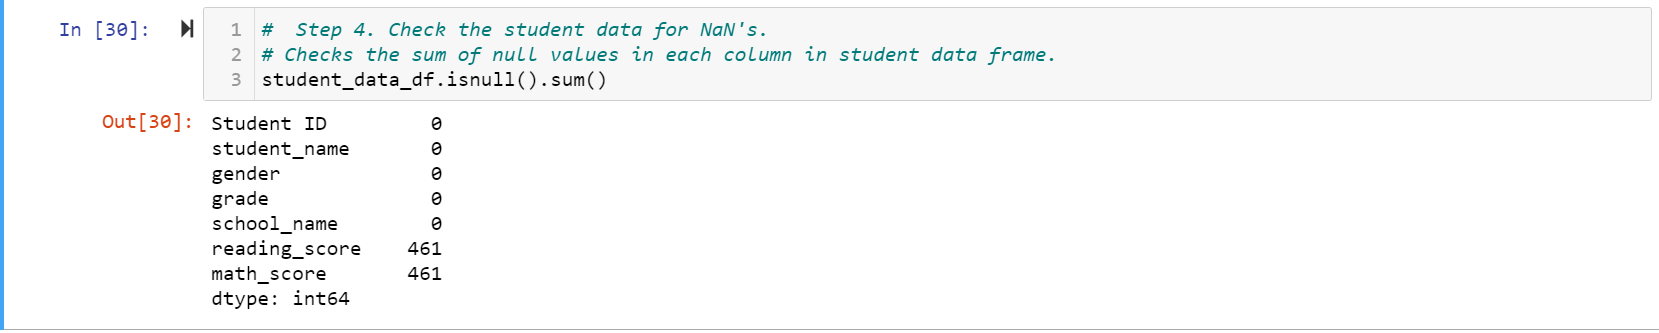 In [30]:
1 #  Step 4. Check the student data for NaN's.
2 # Checks the sum of null values in each column in student data frame.
3 student_data_df.isnull().sum()
Out[30]:
Student ID         0
student_name       0
gender             0
grade              0
school_name        0
reading_score    461
math_score       461
dtype: int64